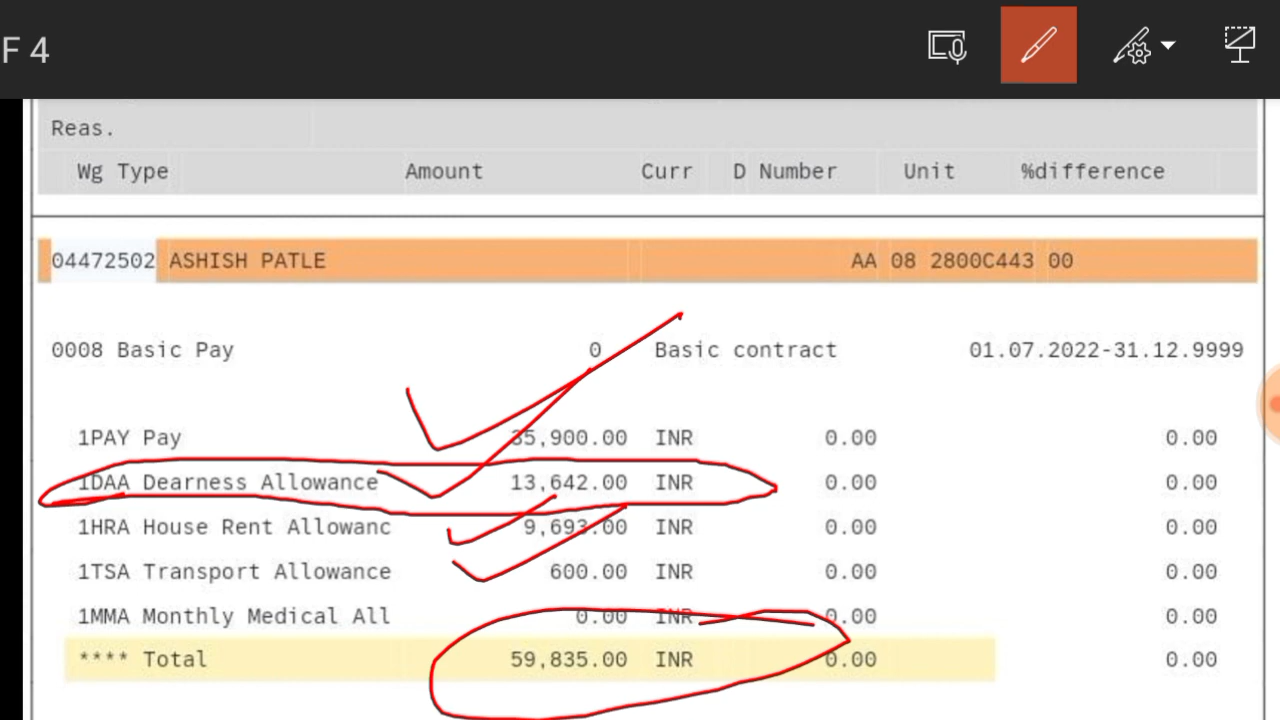 F 4
Reas.
Wg Type Amount Curr D Number Unit %difference
04472502 ASHISH PATLE AA 08 2800C443 00
0008 Basic Pay 0 Basic contract 01.07.2022-31.12.9999
1PAY Pay 35,900.00 INR 0.00 0.00
1DAA Dearness Allowance 13,642.00 INR 0.00 0.00
1HRA House Rent Allowanc 9,693.00 INR 0.00 0.00
1TSA Transport Allowance 600.00 INR 0.00 0.00
1MMA Monthly Medical All 0.00 INR 0.00 0.00
**** Total 59,835.00 INR 0.00 0.00